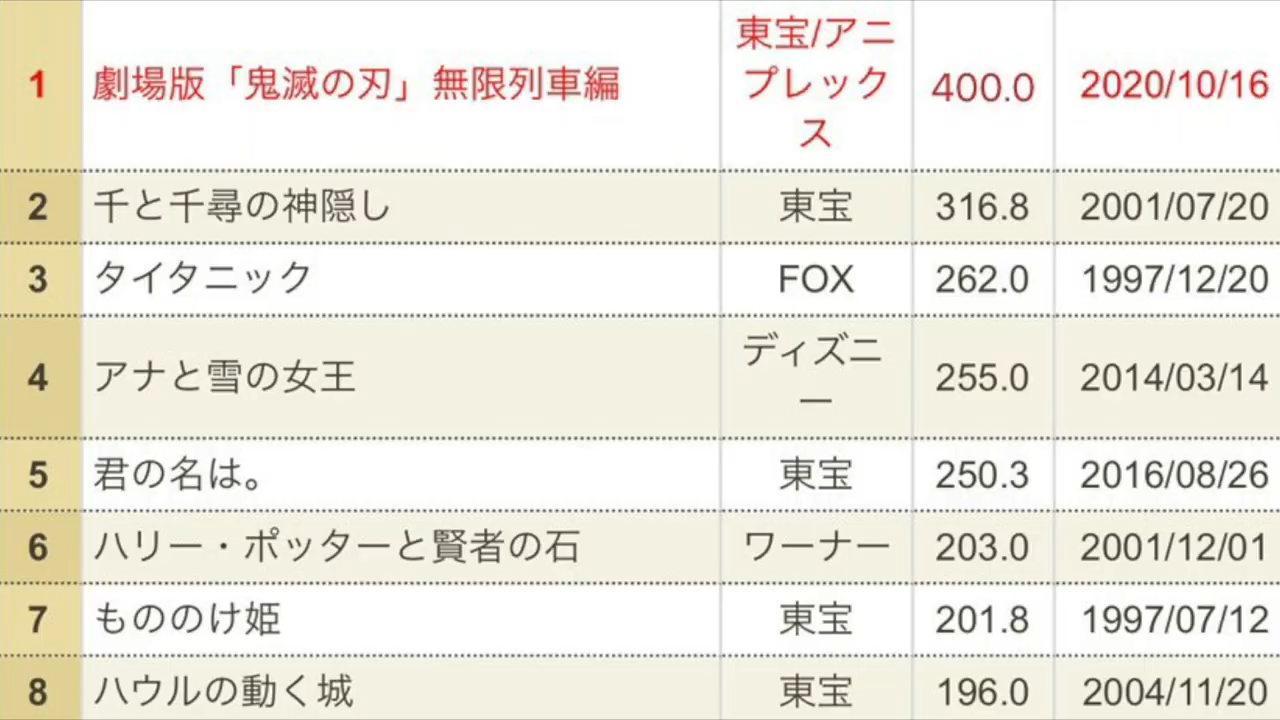 1 劇場版「鬼滅の刃」無限列車編 東宝/アニプレックス 400.0 2020/10/16
2 千と千尋の神隠し 東宝 316.8 2001/07/20
3 タイタニック FOX 262.0 1997/12/20
4 アナと雪の女王 ディズニー 255.0 2014/03/14
5 君の名は。 東宝 250.3 2016/08/26
6 ハリー・ポッターと賢者の石 ワーナー 203.0 2001/12/01
7 もののけ姫 東宝 201.8 1997/07/12
8 ハウルの動く城 東宝 196.0 2004/11/20